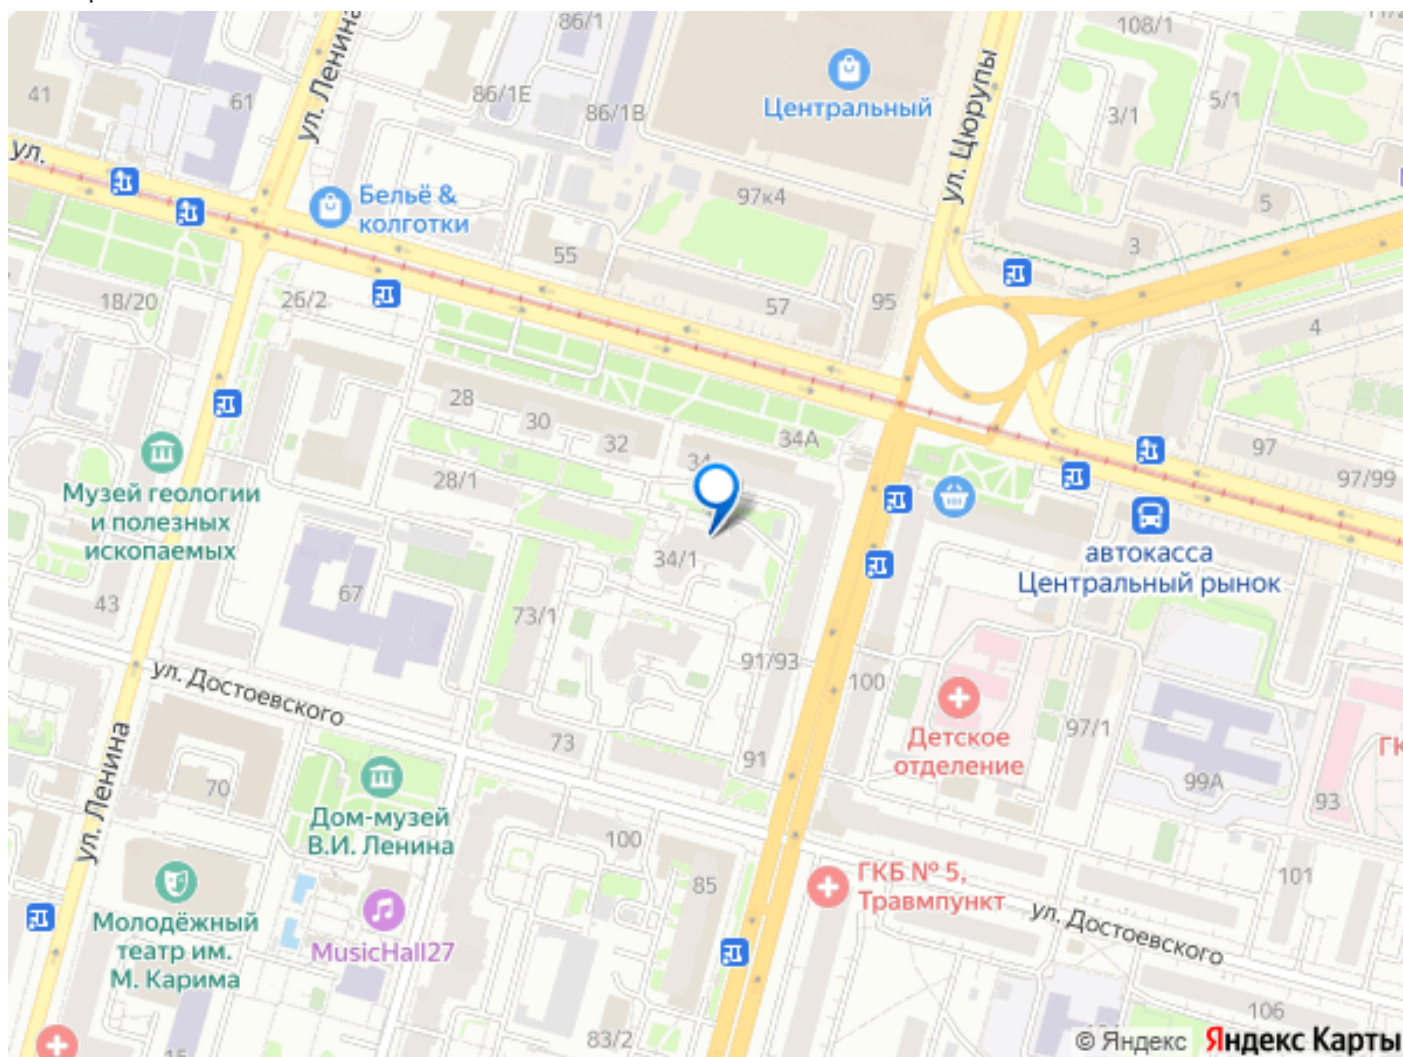 86/1
ул. Ленина
108/1
Центральный
41
61
86/1Е
86/1В
5/1
3/1
ул. Цюрупы
ул.
Бельё &
колготки
97к4
5
3
55
18/20
26/2
57
95
4
28
30
32
34А
34
97
97/99
Музей геологии
и полезных
ископаемых
28/1
автокасса
Центральный рынок
34/1
67
43
73/1
ул. Достоевского
91/93
100
Детское
отделение
97/1
ул. Ленина
73
91
99А
93
70
Дом-музей
В.И. Ленина
100
85
ГКБ № 5,
Травмпункт
101
ул. Достоевского
Молодёжный
театр им.
М. Карима
MusicHall27
83/2
106
© Яндекс Яндекс Карты